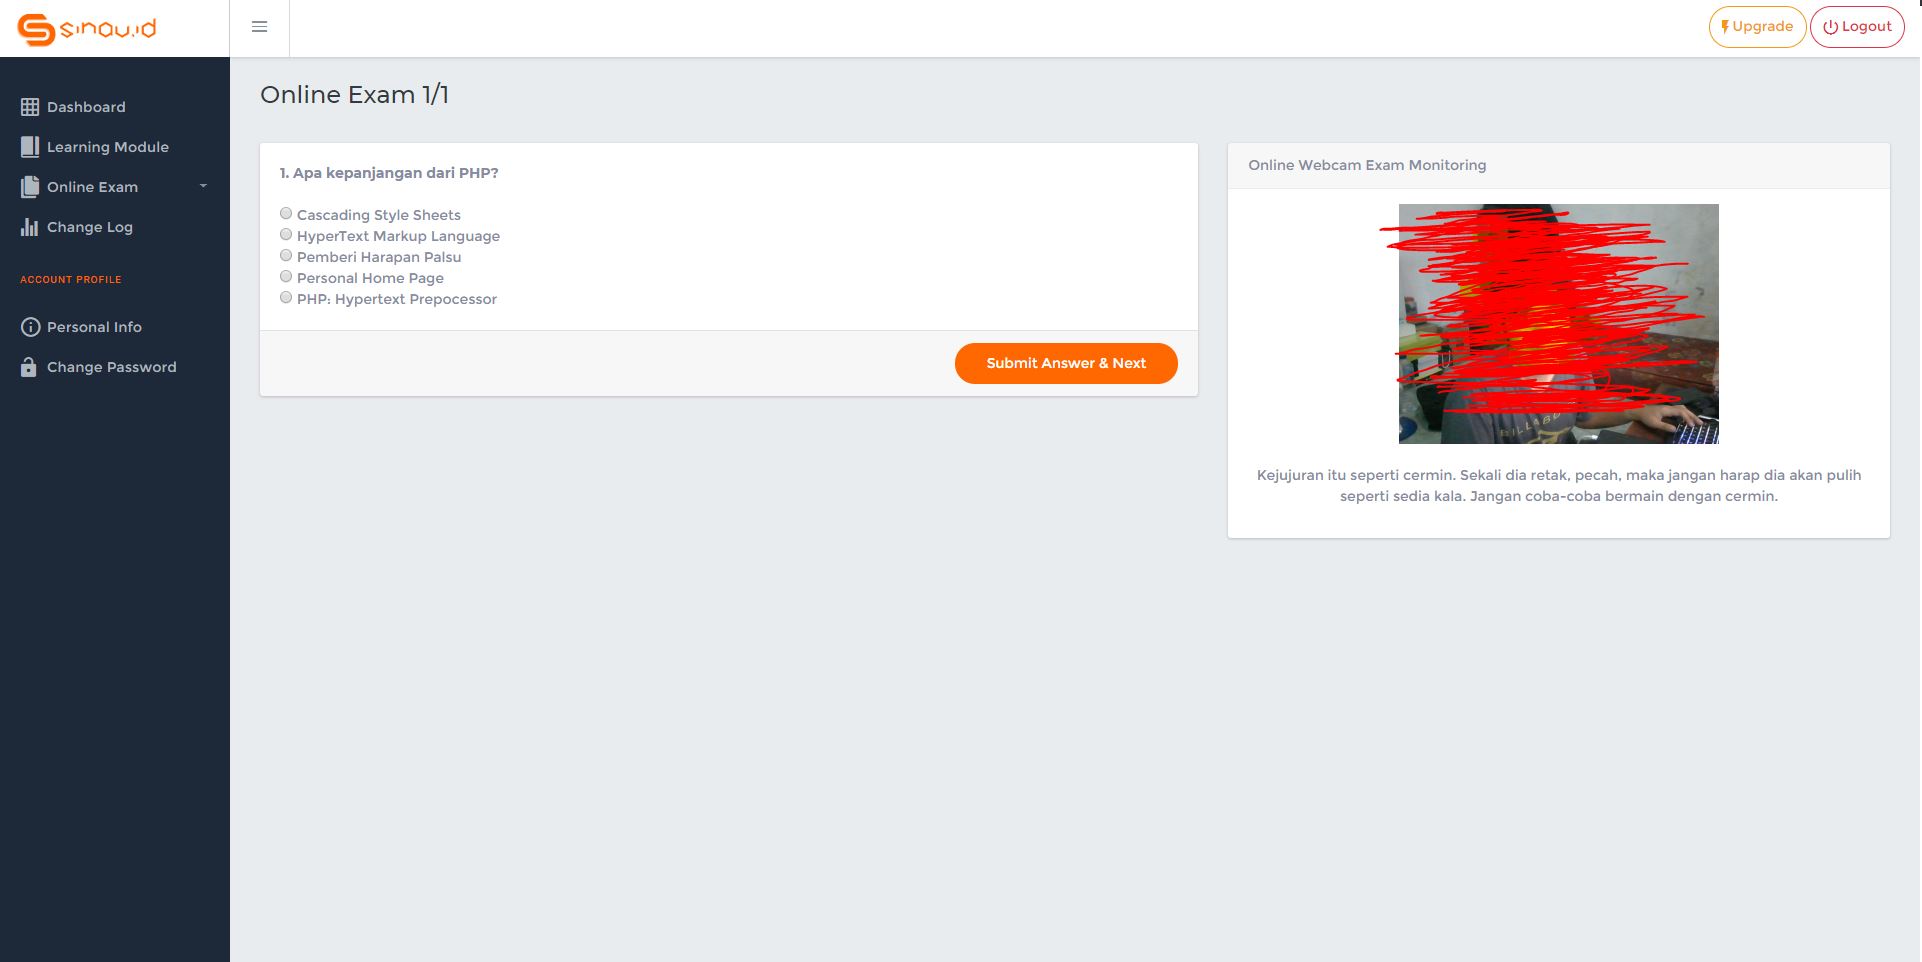 sinau.id
Upgrade
Logout
Dashboard
Learning Module
Online Exam
Change Log
ACCOUNT PROFILE
Personal Info
Change Password
Online Exam 1/1
1. Apa kepanjangan dari PHP?
Cascading Style Sheets
HyperText Markup Language
Pemberi Harapan Palsu
Personal Home Page
PHP: Hypertext Prepocessor
Submit Answer & Next
Online Webcam Exam Monitoring
BILLABO
Kejujuran itu seperti cermin. Sekali dia retak, pecah, maka jangan harap dia akan pulih
seperti sedia kala. Jangan coba-coba bermain dengan cermin.